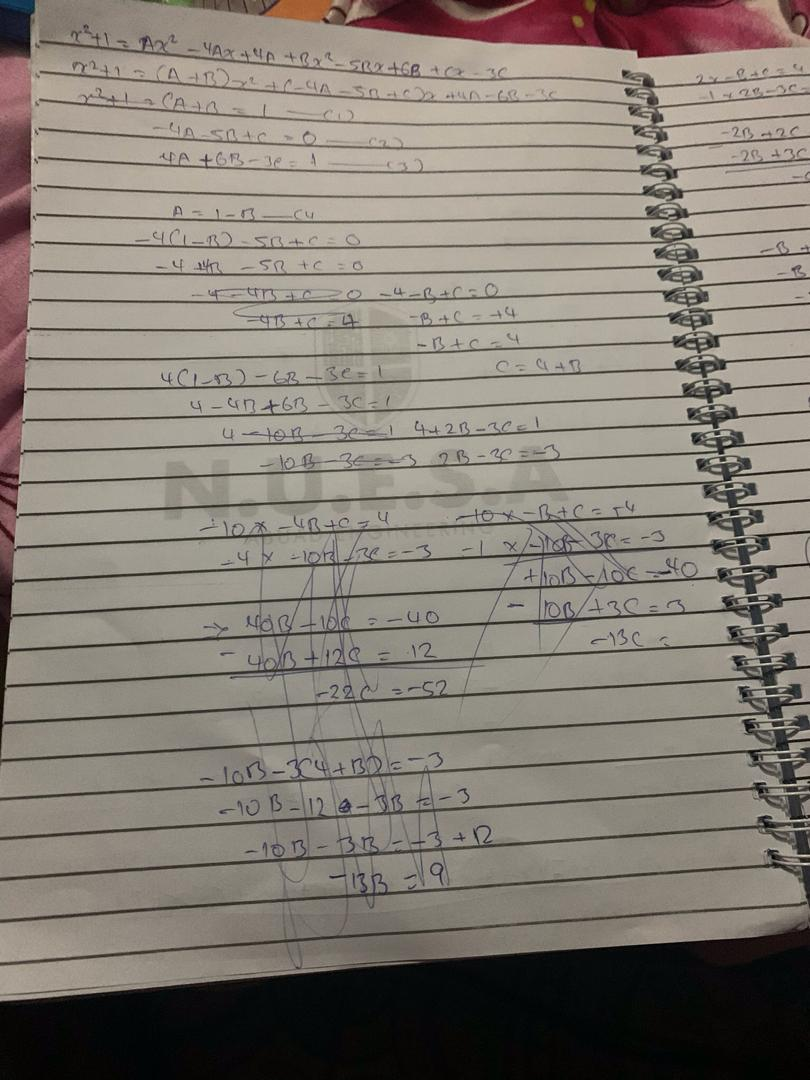 x²+1 = Ax² - 4Ax + 4A + Bx² - 5Bx + 6B + Cx - 3C
x²+1 = (A+B)x² + (-4A - 5B + C)x + 4A - 6B - 3C
x²+1 = (A+B = 1 — (1)
-4A - 5B + C = 0 — (2)
4A + 6B - 3C = 1 — (3)
A = 1 - B — (4
-4(1-B) - 5B + C = 0
-4 + 4B - 5B + C = 0
-4 - 4B + C = 0 -4 - B + C = 0
-4B + C = 4 -B + C = +4
-B + C = 4
4(1-B) - 6B - 3C = 1 C = 4 + B
4 - 4B + 6B - 3C = 1
4 - 10B - 3C = 1 4 + 2B - 3C = 1
-10B - 3C = -3 2B - 3C = -3
N.U.E.S.A
ENGINEERING
-10 x -4B + C = 4 -10 x -B + C = +4
-4 x -10B - 3C = -3 -1 x -10B - 3C = -3
+10B - 10C = -40
→ 40B - 10C = -40 - 10B + 3C = 3
- 40B + 12C = 12 -13C =
-22C = -52
-10B - 3(4+B) = -3
-10B - 12 - 3B = -3
-10B - 3B = -3 + 12
-13B = 9
-2B + 2C
-2B + 3C
-B +
-B